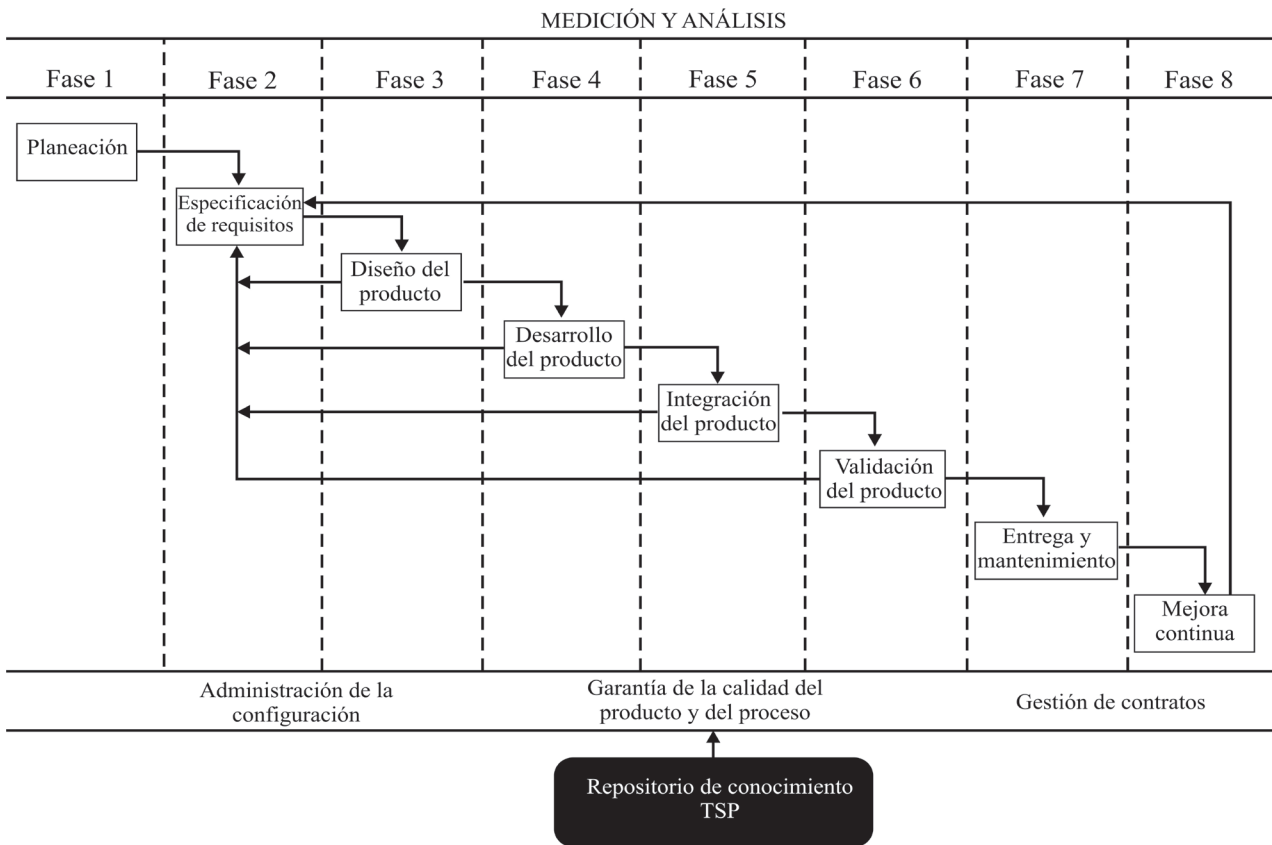 MEDICIÓN Y ANÁLISIS
Fase 1
Fase 2
Fase 3
Fase 4
Fase 5
Fase 6
Fase 7
Fase 8
Planeación
Especificación
de requisitos
Diseño del
producto
Desarrollo
del producto
Integración
del producto
Validación
del producto
Entrega y
mantenimiento
Mejora
continua
Administración de la
configuración
Garantía de la calidad del
producto y del proceso
Gestión de contratos
Repositorio de conocimiento
TSP